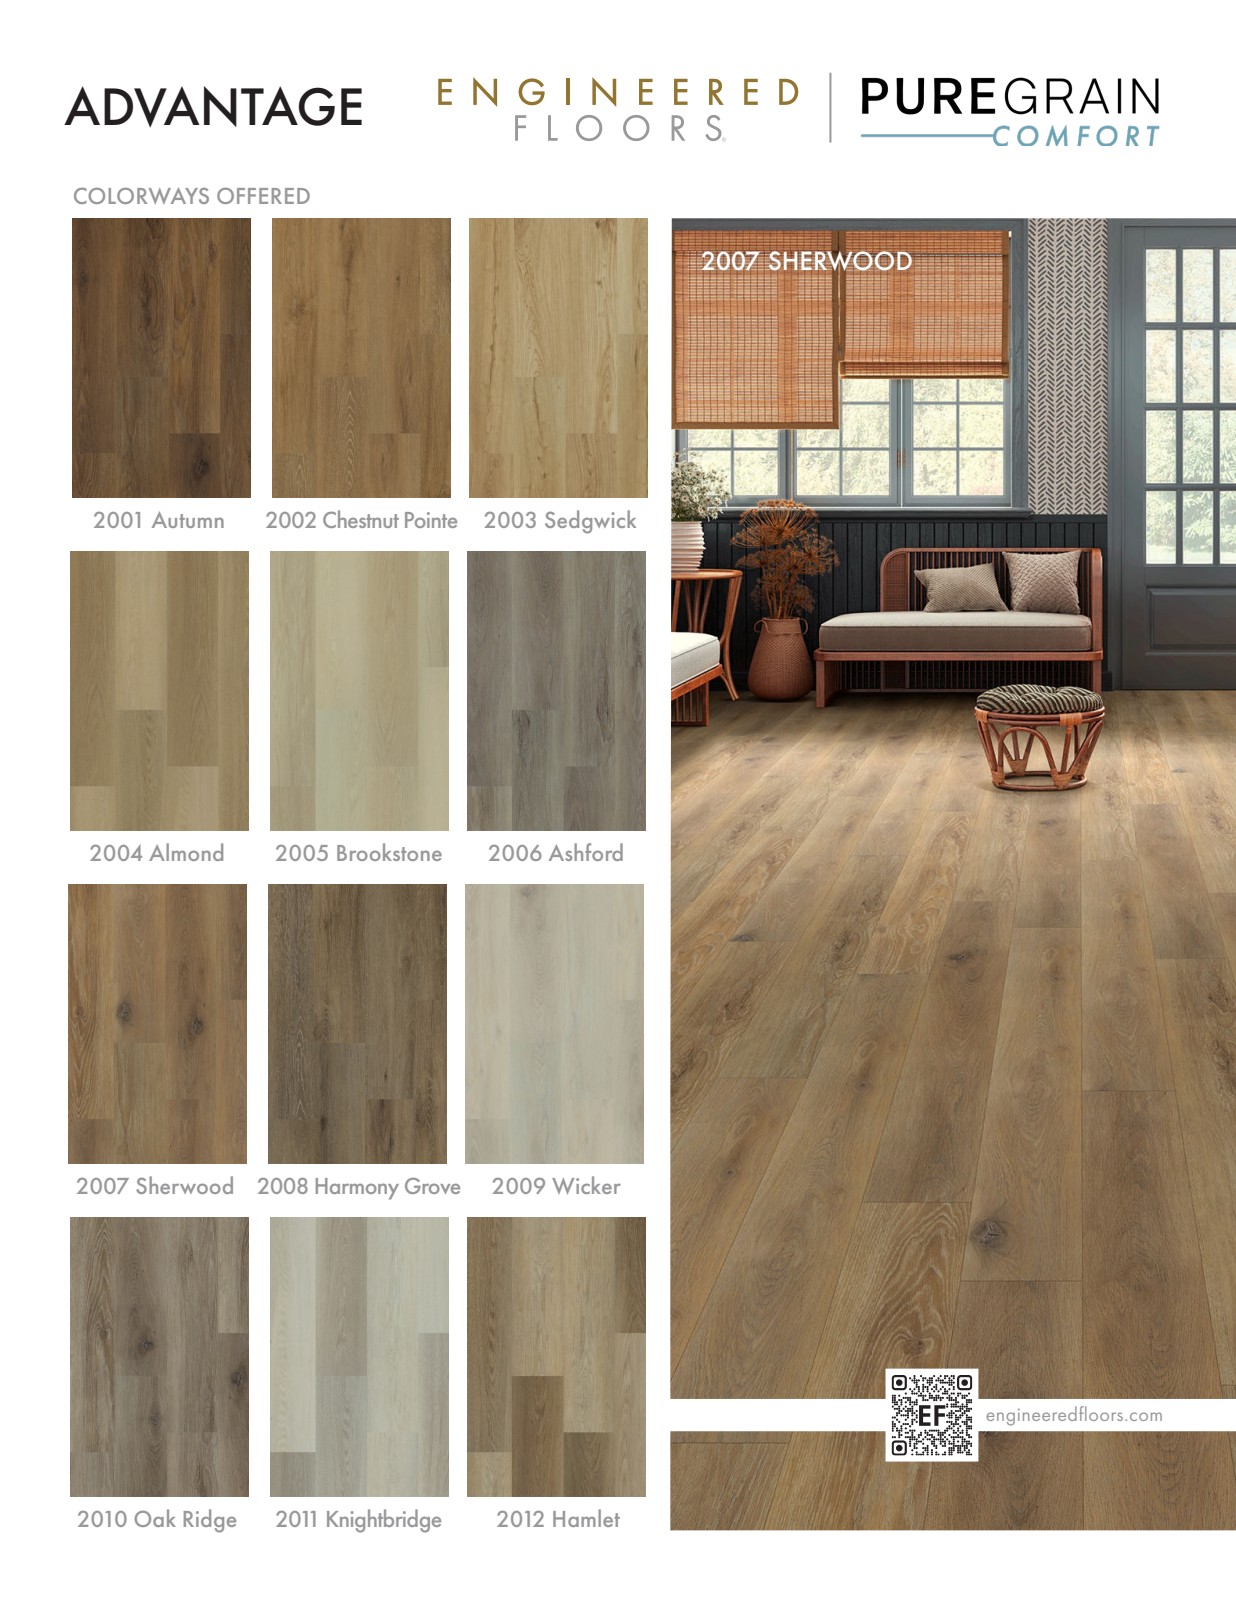 ADVANTAGE
ENGINEERED
FLOORS
PUREGRAIN
COMFORT
COLORWAYS OFFERED
2007 SHERWOOD
2001 Autumn
2002 Chestnut Pointe
2003 Sedgwick
2004 Almond
2005 Brookstone
2006 Ashford
2007 Sherwood
2008 Harmony Grove
2009 Wicker
2010 Oak Ridge
2011 Knightbridge
2012 Hamlet
EF
engineeredfloors.com